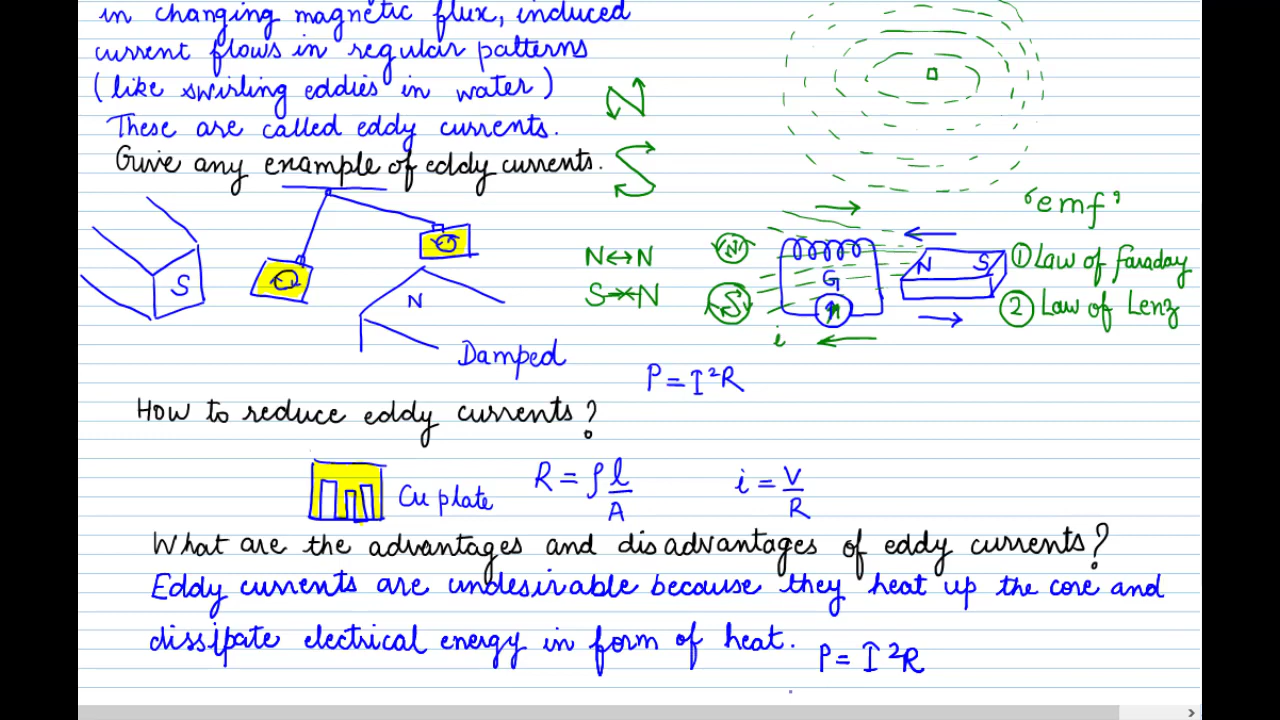 in changing magnetic flux, induced
current flows in regular patterns
(like swirling eddies in water)
These are called eddy currents.
Give any example of eddy currents.
N
S
'emf'
S
N
Damped
N↔N
S→←N
N
S
G
i
N S
① Law of Faraday
② Law of Lenz
P = I²R
How to reduce eddy currents?
Cu plate
R = ρ l/A
i = V/R
What are the advantages and disadvantages of eddy currents?
Eddy currents are undesirable because they heat up the core and
dissipate electrical energy in form of heat.
P = I²R